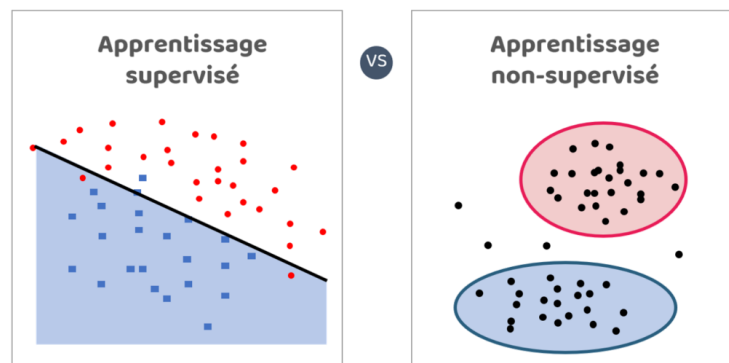 Apprentissage
supervisé
VS
Apprentissage
non-supervisé